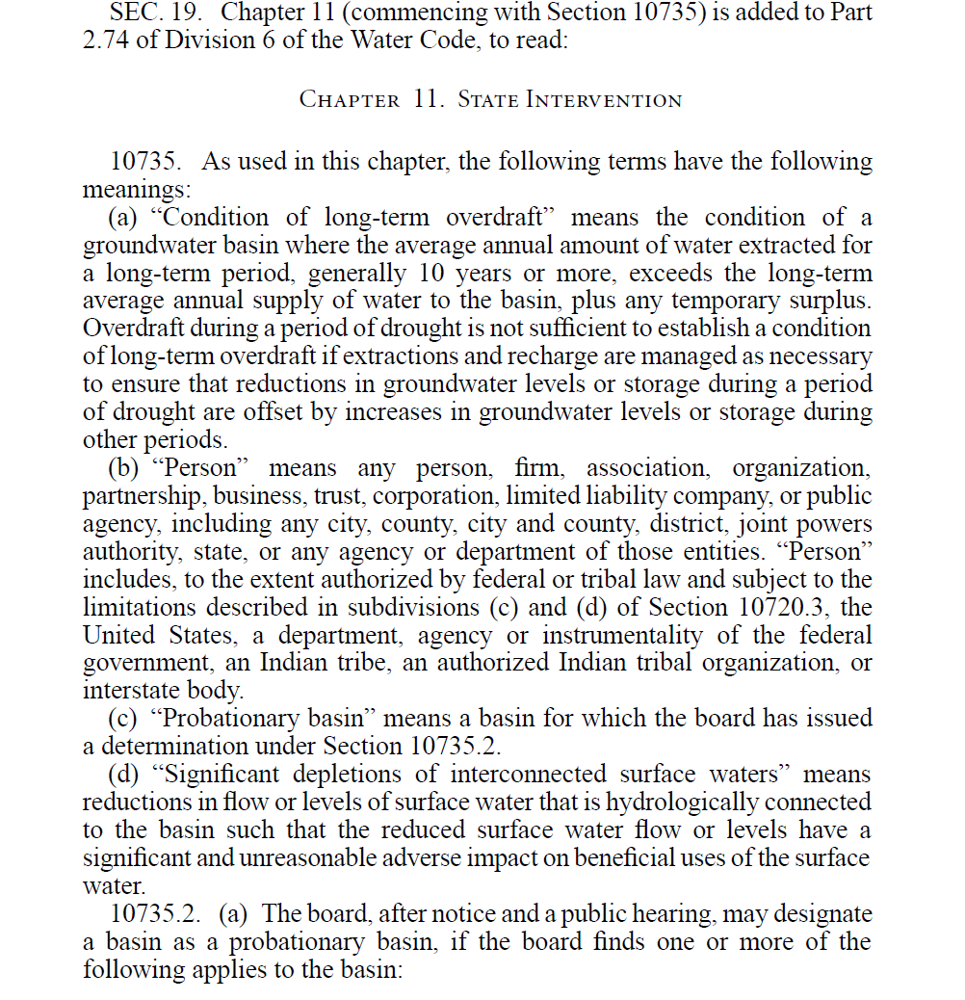 SEC. 19. Chapter 11 (commencing with Section 10735) is added to Part
2.74 of Division 6 of the Water Code, to read:
CHAPTER 11. STATE INTERVENTION
10735. As used in this chapter, the following terms have the following
meanings:
(a) “Condition of long-term overdraft” means the condition of a
groundwater basin where the average annual amount of water extracted for
a long-term period, generally 10 years or more, exceeds the long-term
average annual supply of water to the basin, plus any temporary surplus.
Overdraft during a period of drought is not sufficient to establish a condition
of long-term overdraft if extractions and recharge are managed as necessary
to ensure that reductions in groundwater levels or storage during a period
of drought are offset by increases in groundwater levels or storage during
other periods.
(b) “Person” means any person, firm, association, organization,
partnership, business, trust, corporation, limited liability company, or public
agency, including any city, county, city and county, district, joint powers
authority, state, or any agency or department of those entities. “Person”
includes, to the extent authorized by federal or tribal law and subject to the
limitations described in subdivisions (c) and (d) of Section 10720.3, the
United States, a department, agency or instrumentality of the federal
government, an Indian tribe, an authorized Indian tribal organization, or
interstate body.
(c) “Probationary basin” means a basin for which the board has issued
a determination under Section 10735.2.
(d) “Significant depletions of interconnected surface waters” means
reductions in flow or levels of surface water that is hydrologically connected
to the basin such that the reduced surface water flow or levels have a
significant and unreasonable adverse impact on beneficial uses of the surface
water.
10735.2. (a) The board, after notice and a public hearing, may designate
a basin as a probationary basin, if the board finds one or more of the
following applies to the basin: